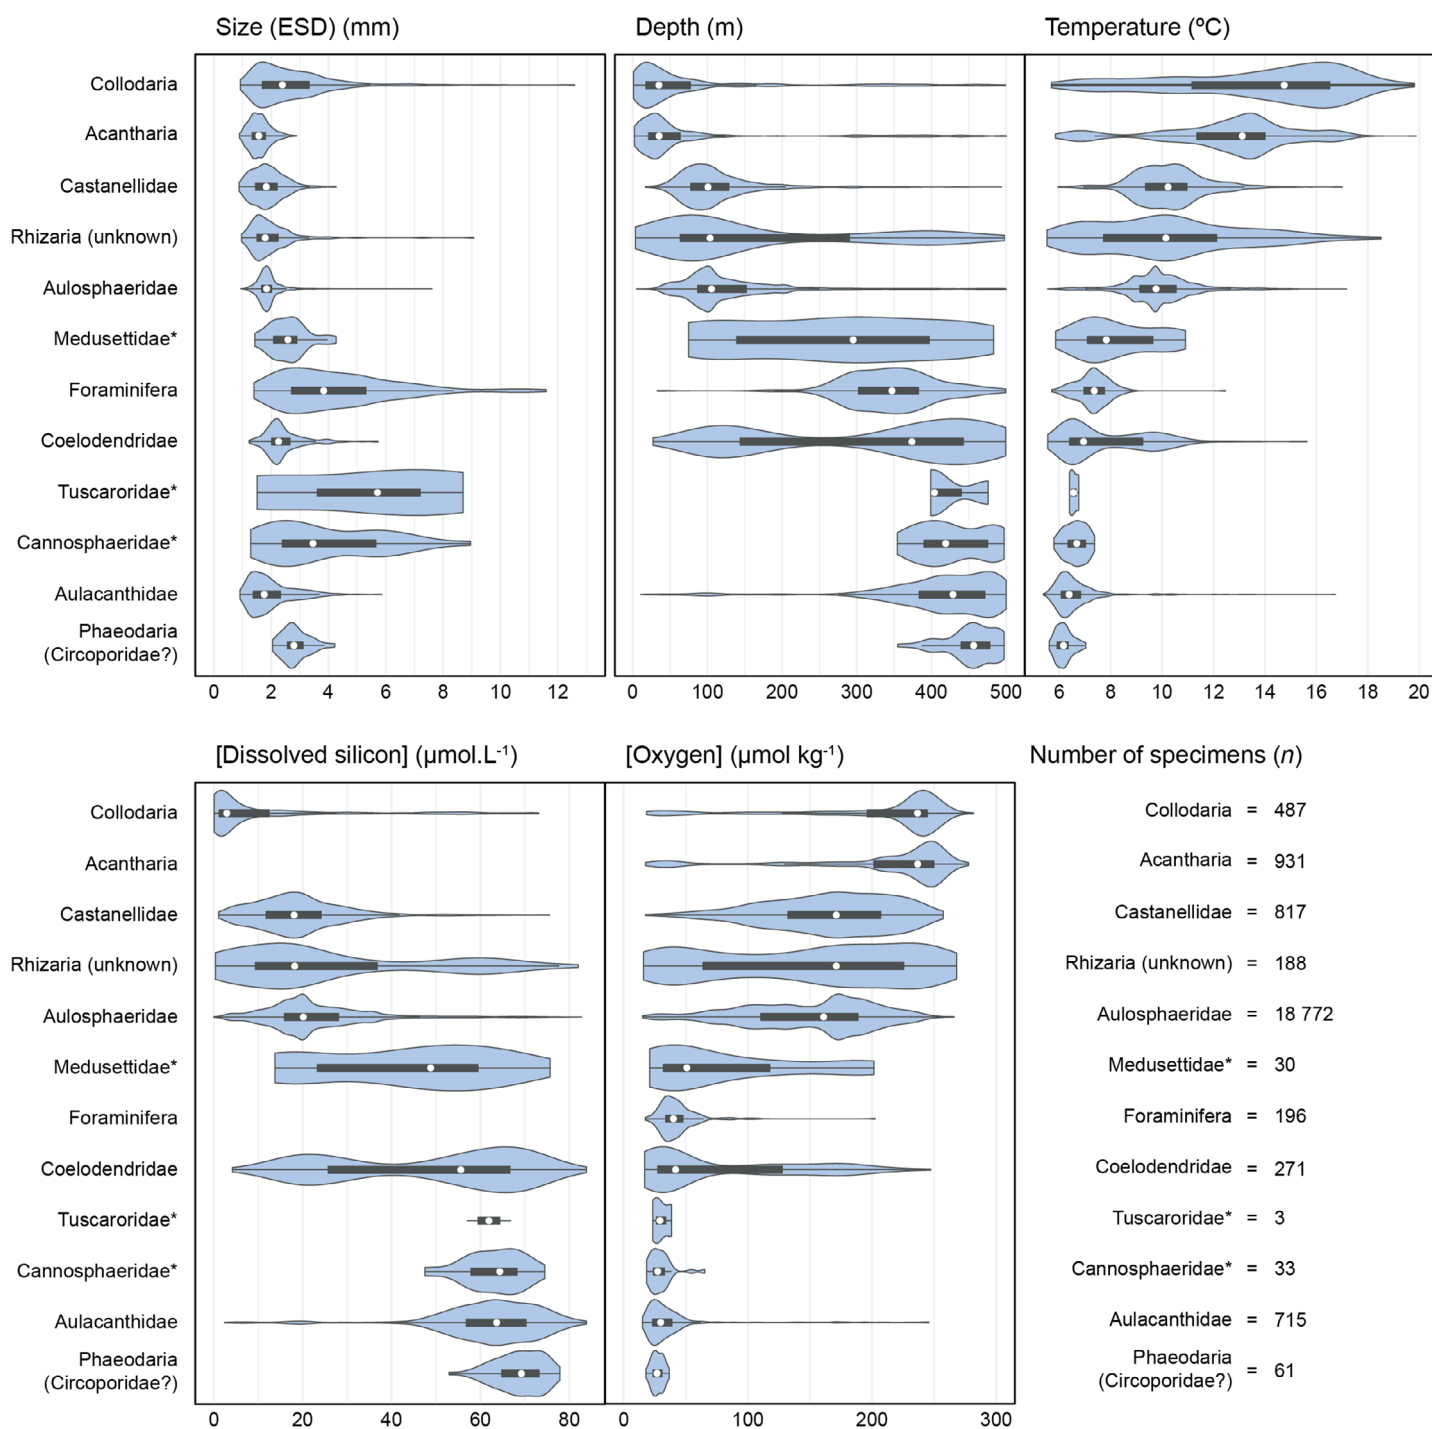 Size (ESD) (mm) Depth (m) Temperature (ºC)
Collodaria
Acantharia
Castanellidae
Rhizaria (unknown)
Aulosphaeridae
Medusettidae*
Foraminifera
Coelodendridae
Tuscaroridae*
Cannosphaeridae*
Aulacanthidae
Phaeodaria
(Circoporidae?)
0 2 4 6 8 10 12 0 100 200 300 400 500 6 8 10 12 14 16 18 20
[Dissolved silicon] (µmol.L⁻¹) [Oxygen] (µmol kg⁻¹) Number of specimens (n)
Collodaria Collodaria = 487
Acantharia Acantharia = 931
Castanellidae Castanellidae = 817
Rhizaria (unknown) Rhizaria (unknown) = 188
Aulosphaeridae Aulosphaeridae = 18 772
Medusettidae* Medusettidae* = 30
Foraminifera Foraminifera = 196
Coelodendridae Coelodendridae = 271
Tuscaroridae* Tuscaroridae* = 3
Cannosphaeridae* Cannosphaeridae* = 33
Aulacanthidae Aulacanthidae = 715
Phaeodaria Phaeodaria
(Circoporidae?) (Circoporidae?) = 61
0 20 40 60 80 0 100 200 300